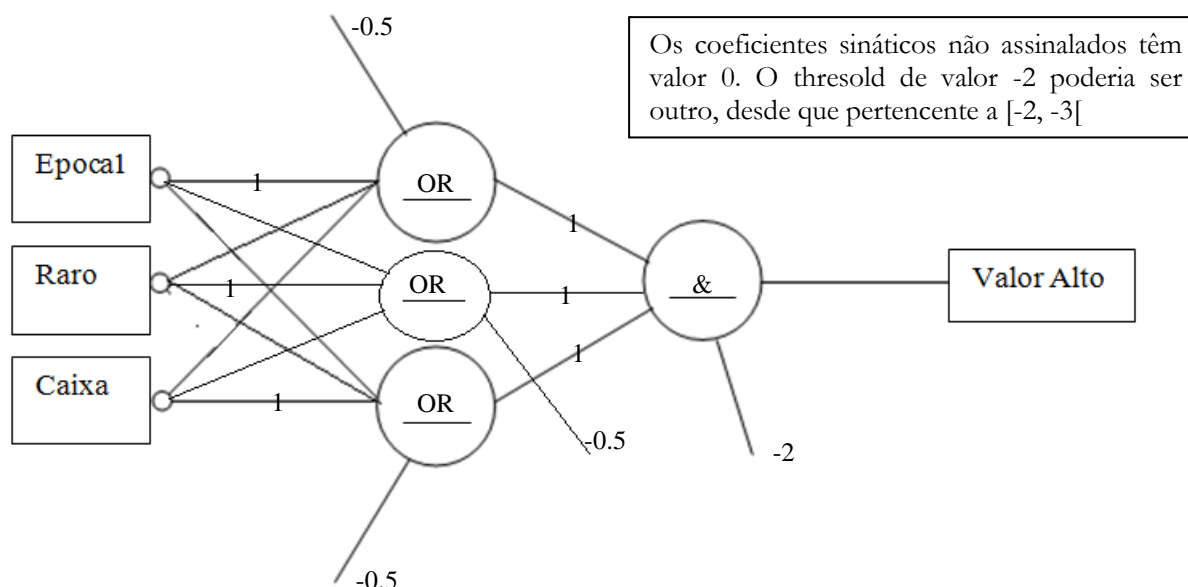 -0.5
Os coeficientes sináticos não assinalados têm
valor 0. O thresold de valor -2 poderia ser
outro, desde que pertencente a [-2, -3[
Epoca1
1
OR
1
Raro
1
OR
1
&
Valor Alto
1
Caixa
1
OR
-0.5
-2
-0.5